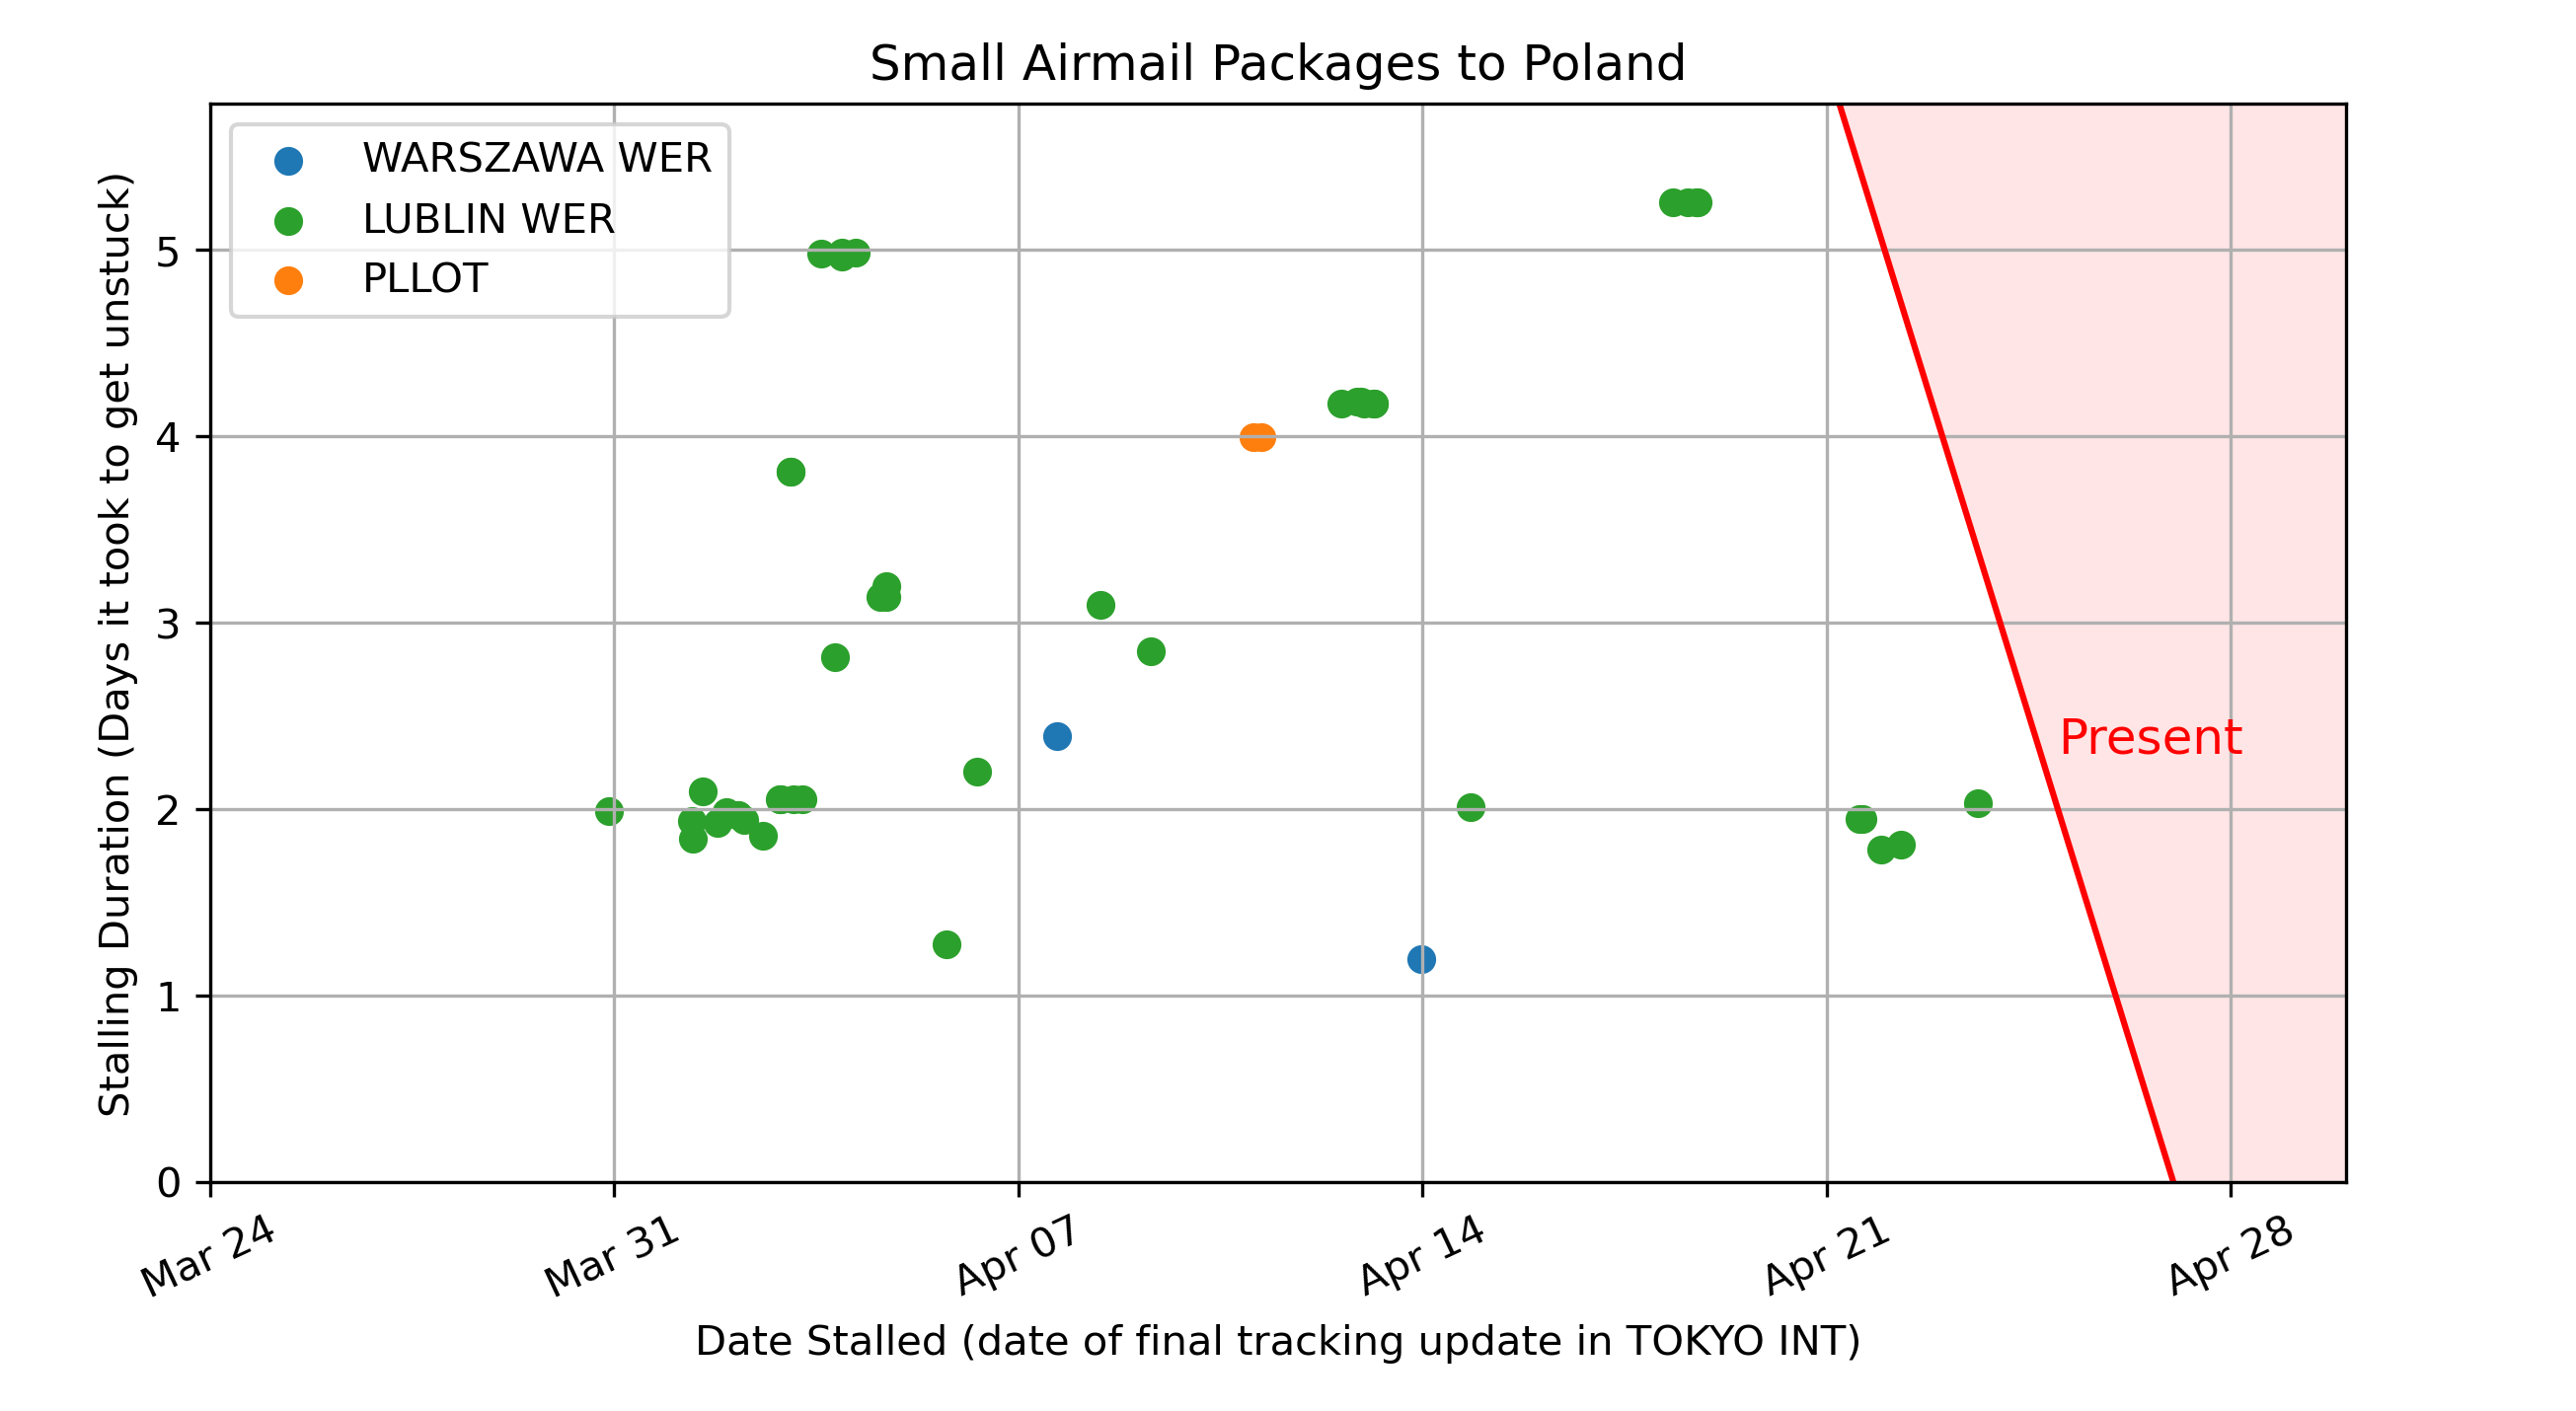 Small Airmail Packages to Poland
WARSZAWA WER
LUBLIN WER
PLLOT
Stalling Duration (Days it took to get unstuck)
5
4
3
2
1
0
Present
Mar 24
Mar 31
Apr 07
Apr 14
Apr 21
Apr 28
Date Stalled (date of final tracking update in TOKYO INT)